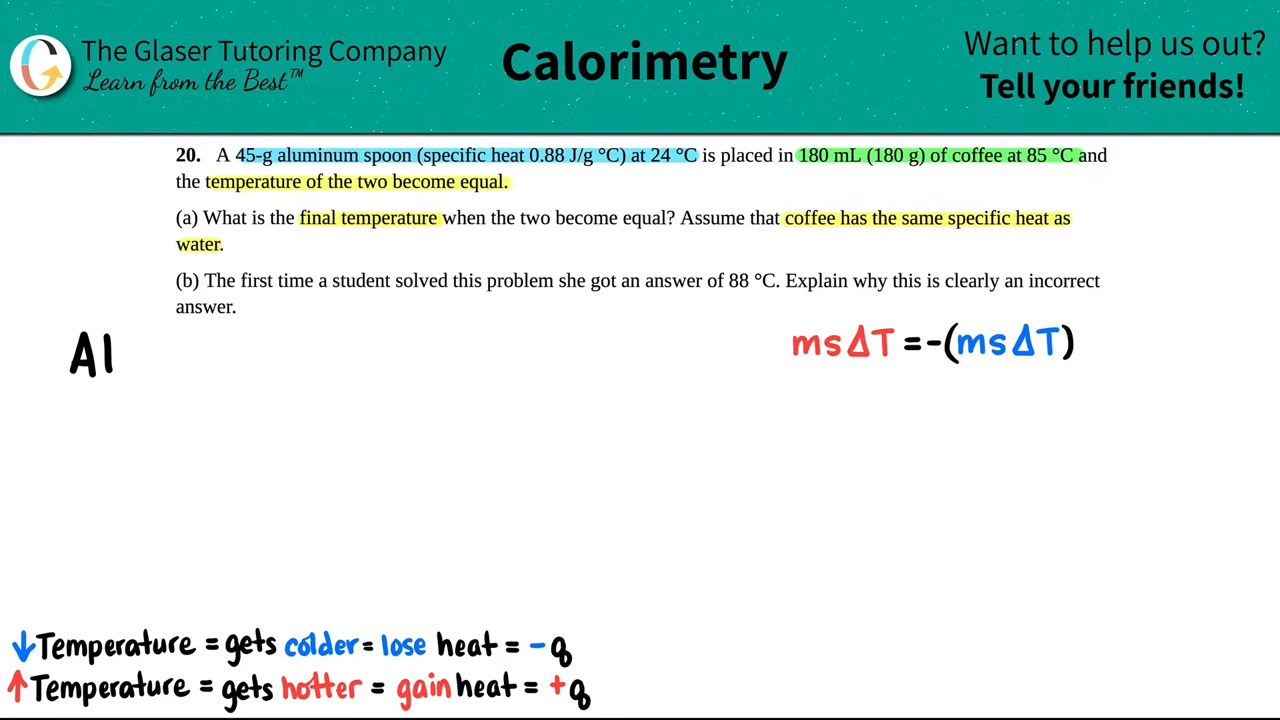 The Glaser Tutoring Company
Learn from the Best™
Calorimetry
Want to help us out?
Tell your friends!
20. A 45-g aluminum spoon (specific heat 0.88 J/g °C) at 24 °C is placed in 180 mL (180 g) of coffee at 85 °C and
the temperature of the two become equal.
(a) What is the final temperature when the two become equal? Assume that coffee has the same specific heat as
water.
(b) The first time a student solved this problem she got an answer of 88 °C. Explain why this is clearly an incorrect
answer.
Al
msΔT = -(msΔT)
↓Temperature = gets colder = lose heat = -q
↑Temperature = gets hotter = gain heat = +q